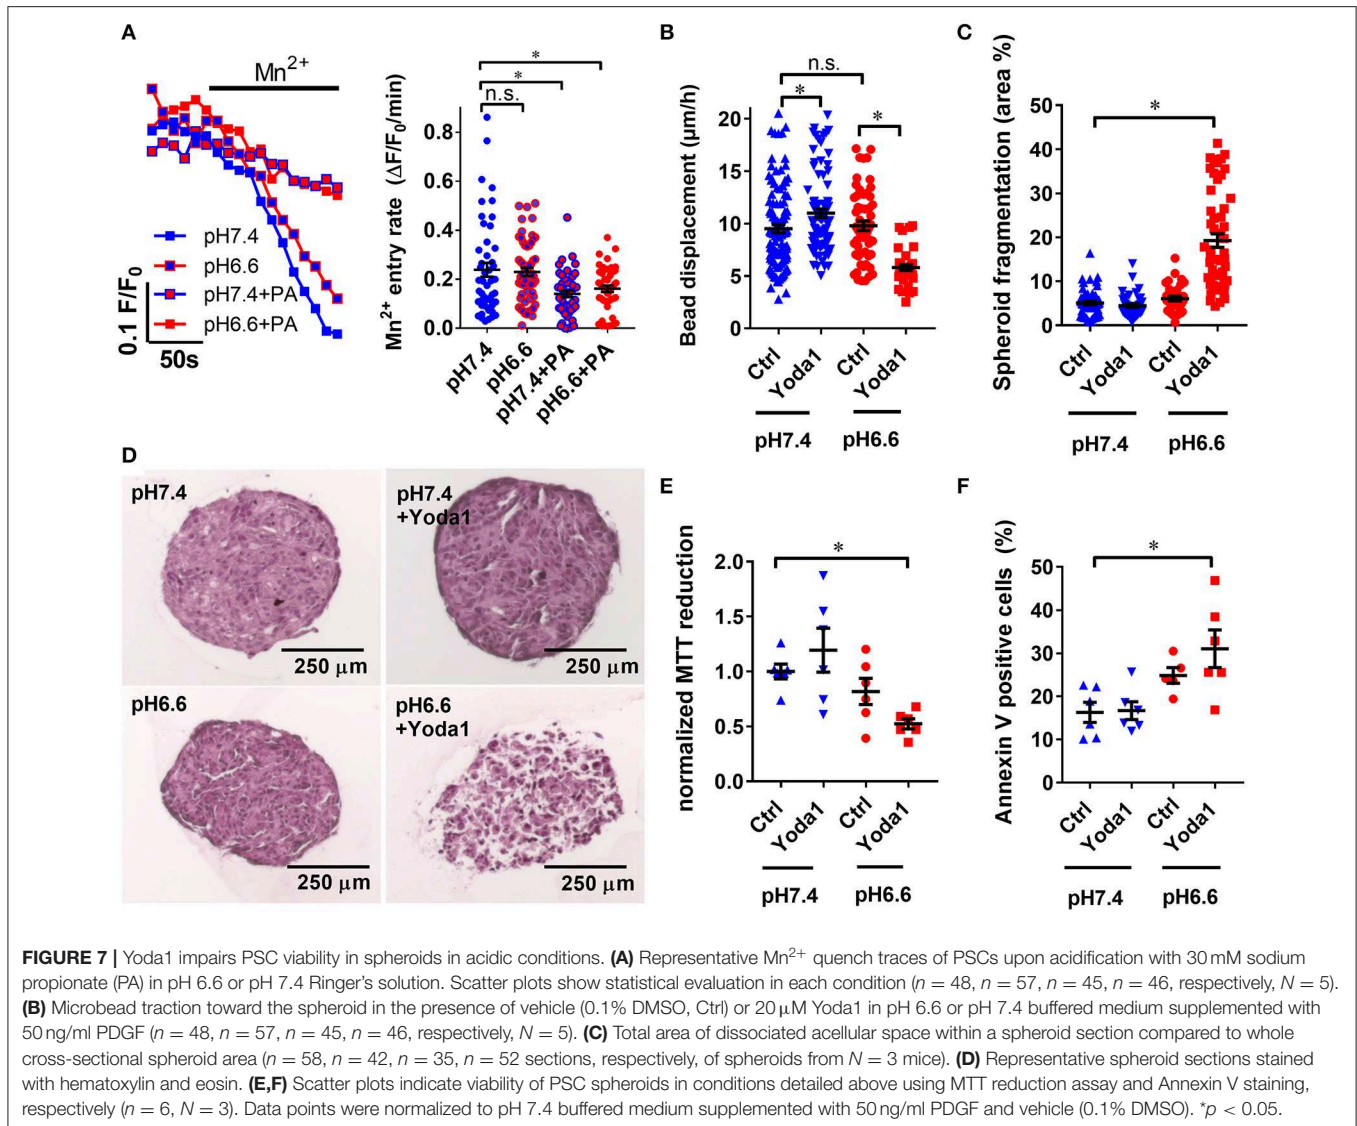 A
Mn2+
pH7.4
pH6.6
pH7.4+PA
pH6.6+PA
0.1 F/F0
50s
Mn2+ entry rate (ΔF/F0/min)
0.8
0.6
0.4
0.2
0.0
*
*
n.s.
pH7.4
pH6.6
pH7.4+PA
pH6.6+PA
B
Bead displacement (µm/h)
20
15
10
5
0
n.s.
*
*
Ctrl
Yoda1
Ctrl
Yoda1
pH7.4
pH6.6
C
Spheroid fragmentation (area %)
50
40
30
20
10
0
*
Ctrl
Yoda1
Ctrl
Yoda1
pH7.4
pH6.6
D
pH7.4
250 µm
pH7.4
+Yoda1
250 µm
pH6.6
250 µm
pH6.6
+Yoda1
250 µm
E
normalized MTT reduction
2.0
1.5
1.0
0.5
0.0
*
Ctrl
Yoda1
Ctrl
Yoda1
pH7.4
pH6.6
F
Annexin V positive cells (%)
50
40
30
20
10
0
*
Ctrl
Yoda1
Ctrl
Yoda1
pH7.4
pH6.6
FIGURE 7 | Yoda1 impairs PSC viability in spheroids in acidic conditions. (A) Representative Mn2+ quench traces of PSCs upon acidification with 30 mM sodium
propionate (PA) in pH 6.6 or pH 7.4 Ringer's solution. Scatter plots show statistical evaluation in each condition (n = 48, n = 57, n = 45, n = 46, respectively, N = 5).
(B) Microbead traction toward the spheroid in the presence of vehicle (0.1% DMSO, Ctrl) or 20 µM Yoda1 in pH 6.6 or pH 7.4 buffered medium supplemented with
50 ng/ml PDGF (n = 48, n = 57, n = 45, n = 46, respectively, N = 5). (C) Total area of dissociated acellular space within a spheroid section compared to whole
cross-sectional spheroid area (n = 58, n = 42, n = 35, n = 52 sections, respectively, of spheroids from N = 3 mice). (D) Representative spheroid sections stained
with hematoxylin and eosin. (E,F) Scatter plots indicate viability of PSC spheroids in conditions detailed above using MTT reduction assay and Annexin V staining,
respectively (n = 6, N = 3). Data points were normalized to pH 7.4 buffered medium supplemented with 50 ng/ml PDGF and vehicle (0.1% DMSO). *p < 0.05.